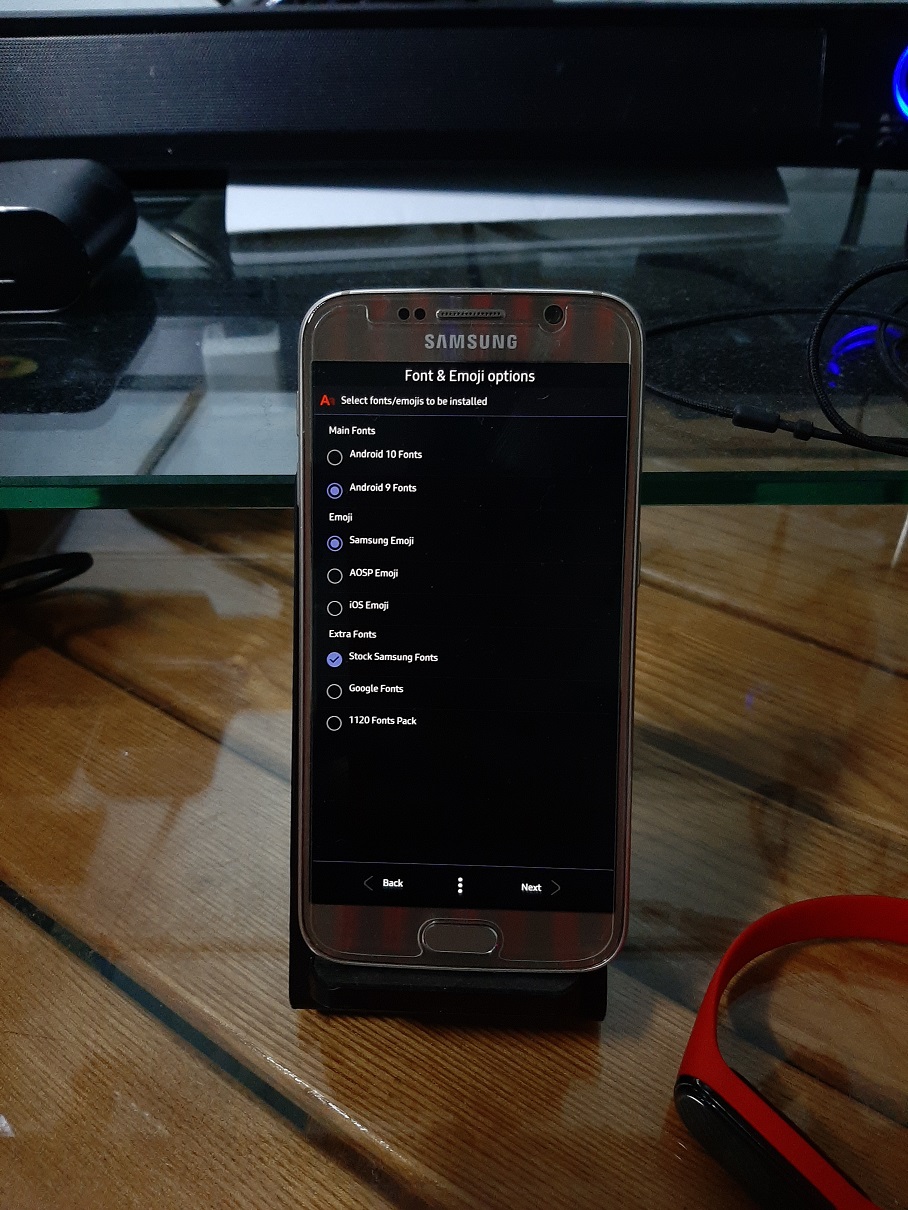 SAMSUNG
Font & Emoji options
Select fonts/emojis to be installed
Main Fonts
Android 10 Fonts
Android 9 Fonts
Emoji
Samsung Emoji
AOSP Emoji
iOS Emoji
Extra Fonts
Stock Samsung Fonts
Google Fonts
1120 Fonts Pack
Back Next